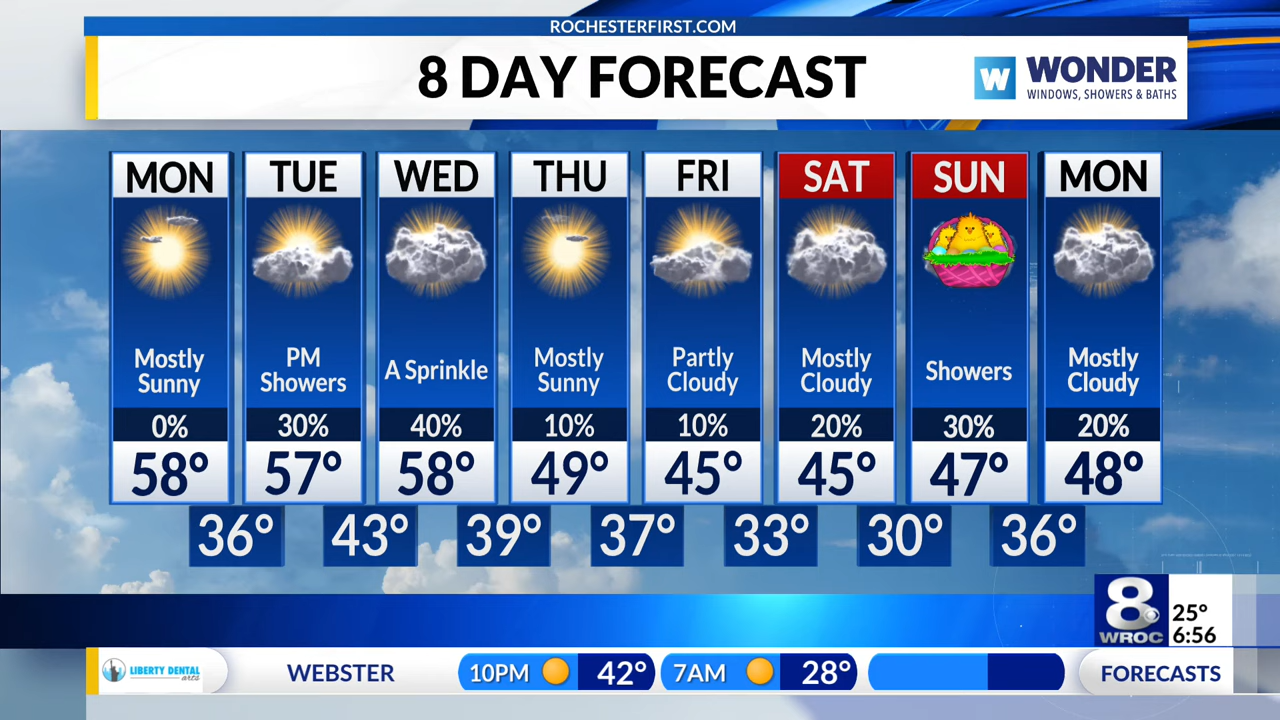 ROCHESTERFIRST.COM
8 DAY FORECAST
W WONDER
WINDOWS, SHOWERS & BATHS
MON TUE WED THU FRI SAT SUN MON
Mostly Sunny
PM Showers
A Sprinkle
Mostly Sunny
Partly Cloudy
Mostly Cloudy
Showers
Mostly Cloudy
0% 30% 40% 10% 10% 20% 30% 20%
58° 57° 58° 49° 45° 45° 47° 48°
36° 43° 39° 37° 33° 30° 36°
8 WROC
25°
6:56
LIBERTY DENTAL arts WEBSTER 10PM 42° 7AM 28° FORECASTS